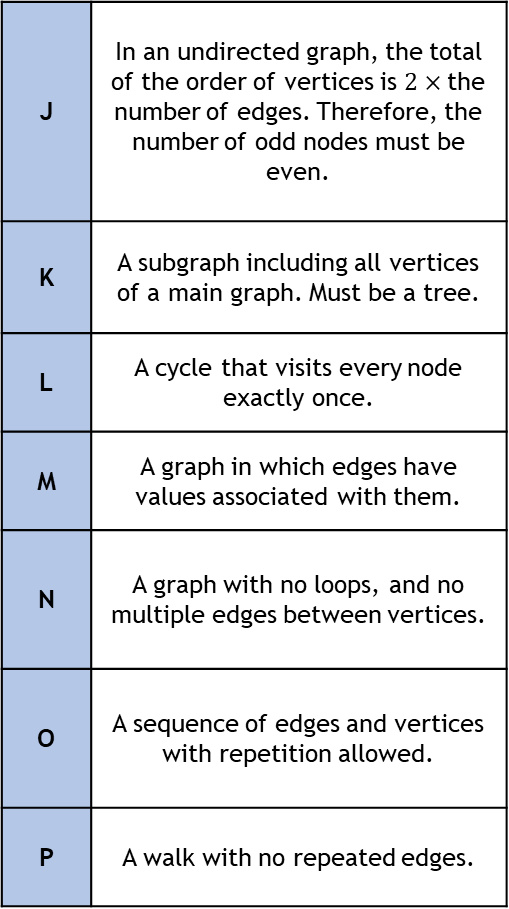 J
In an undirected graph, the total
of the order of vertices is 2 × the
number of edges. Therefore, the
number of odd nodes must be
even.
K
A subgraph including all vertices
of a main graph. Must be a tree.
L
A cycle that visits every node
exactly once.
M
A graph in which edges have
values associated with them.
N
A graph with no loops, and no
multiple edges between vertices.
O
A sequence of edges and vertices
with repetition allowed.
P
A walk with no repeated edges.